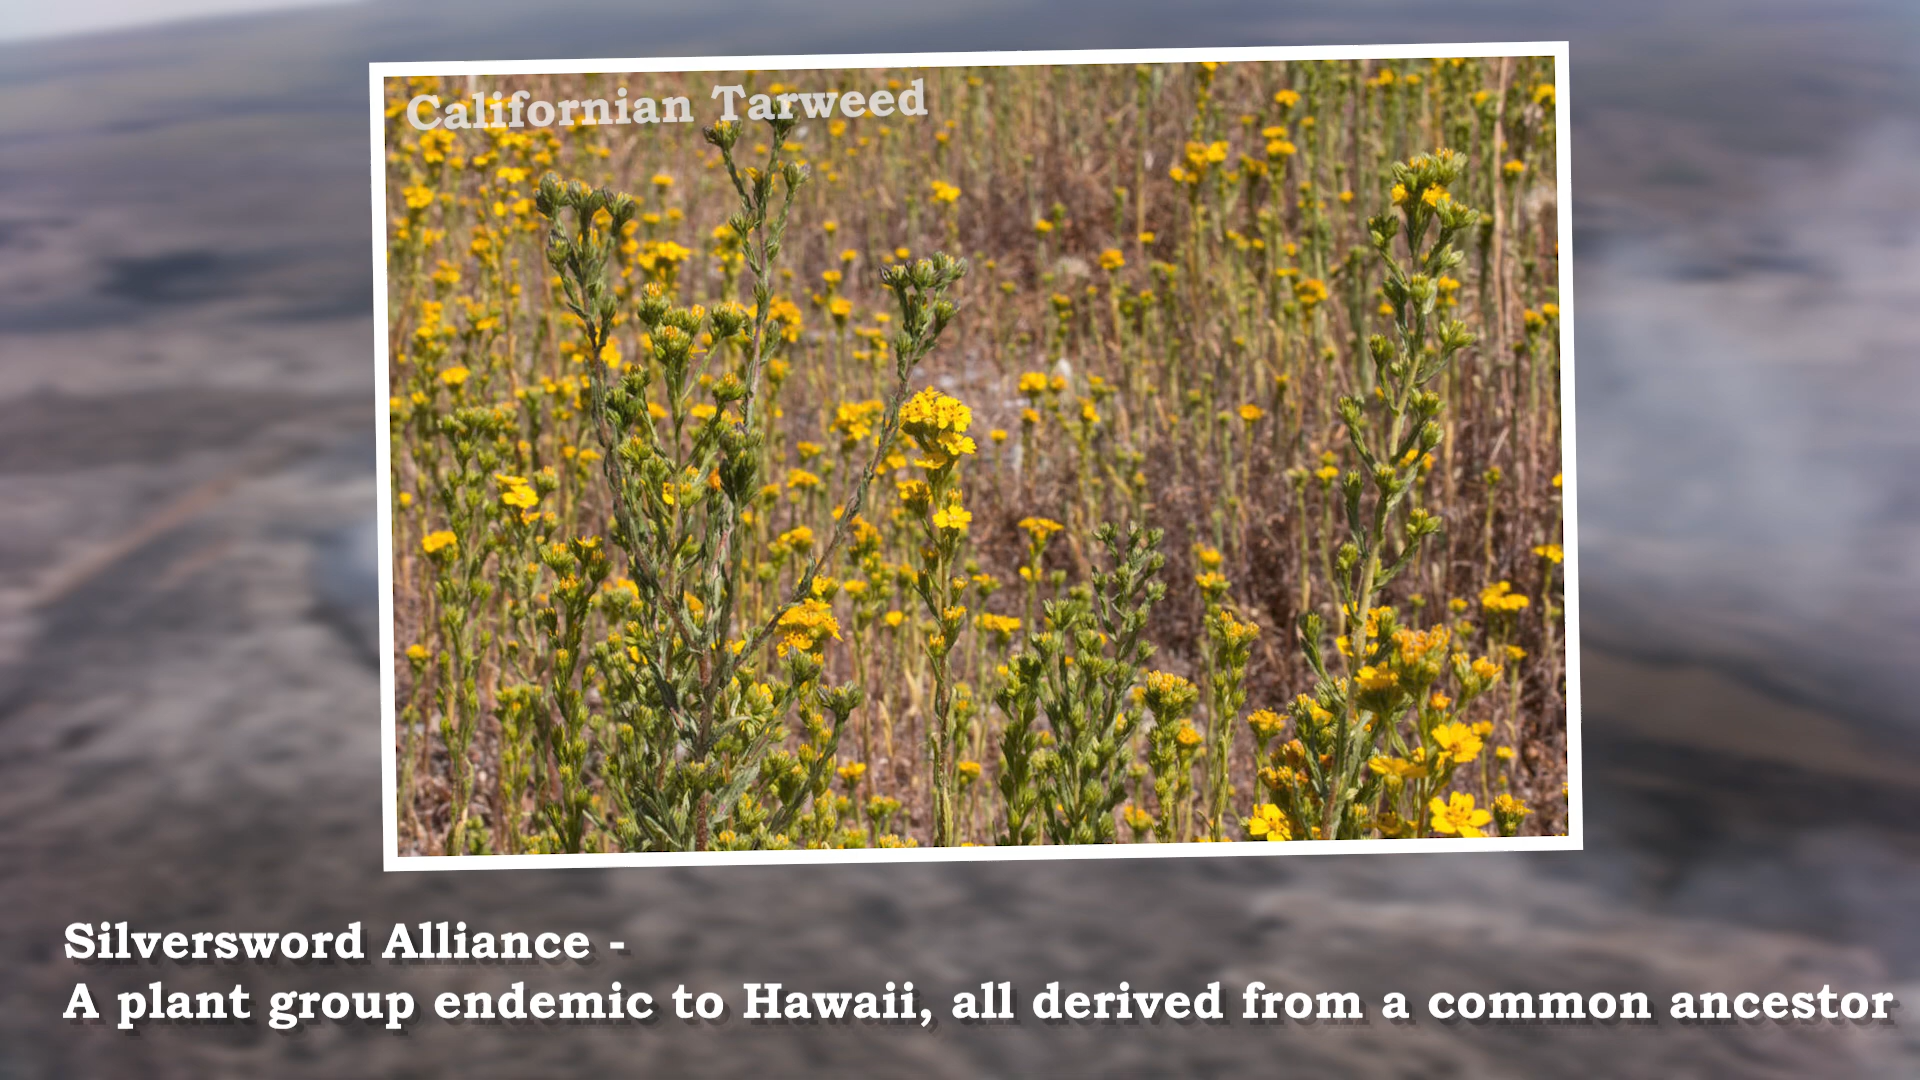 Californian Tarweed
Silversword Alliance -
A plant group endemic to Hawaii, all derived from a common ancestor